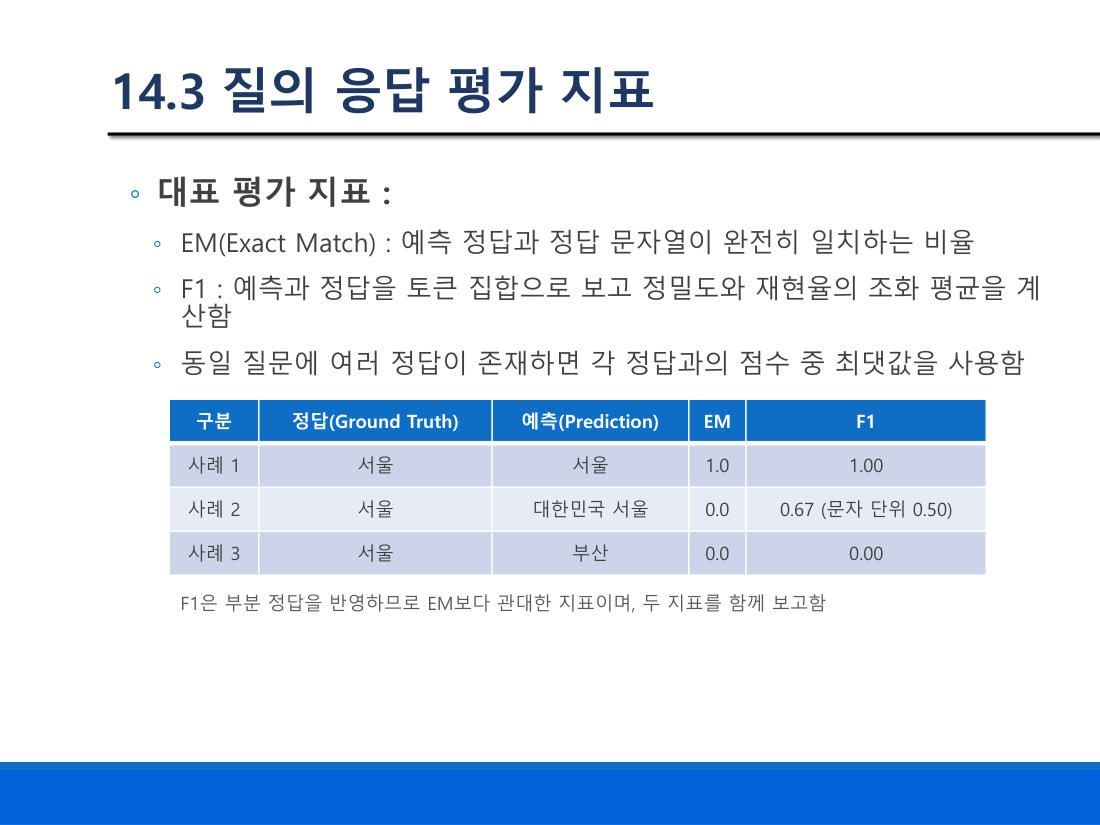 14.3 질의 응답 평가 지표
대표 평가 지표 :
EM(Exact Match) : 예측 정답과 정답 문자열이 완전히 일치하는 비율
F1 : 예측과 정답을 토큰 집합으로 보고 정밀도와 재현율의 조화 평균을 계
산함
동일 질문에 여러 정답이 존재하면 각 정답과의 점수 중 최댓값을 사용함
구분 정답(Ground Truth) 예측(Prediction) EM F1
사례 1 서울 서울 1.0 1.00
사례 2 서울 대한민국 서울 0.0 0.67 (문자 단위 0.50)
사례 3 서울 부산 0.0 0.00
F1은 부분 정답을 반영하므로 EM보다 관대한 지표이며, 두 지표를 함께 보고함